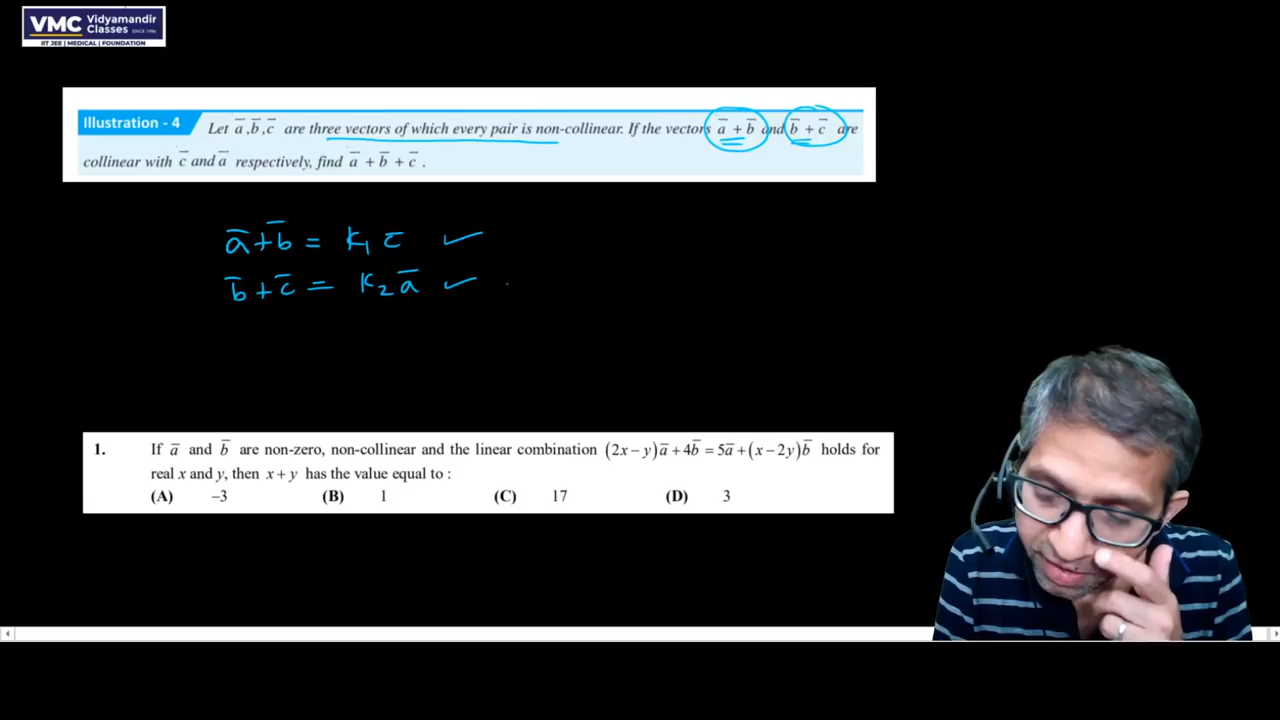 VMC Vidyamandir Classes SINCE 1986
IIT JEE | MEDICAL | FOUNDATION
Illustration - 4 Let a̅, b̅, c̅ are three vectors of which every pair is non-collinear. If the vectors a̅ + b̅ and b̅ + c̅ are
collinear with c̅ and a̅ respectively, find a̅ + b̅ + c̅ .
a̅ + b̅ = k₁ c̅ ✓
b̅ + c̅ = k₂ a̅ ✓
1. If a̅ and b̅ are non-zero, non-collinear and the linear combination (2x − y)a̅ + 4b̅ = 5a̅ + (x − 2y)b̅ holds for
real x and y, then x + y has the value equal to :
(A) −3 (B) 1 (C) 17 (D) 3